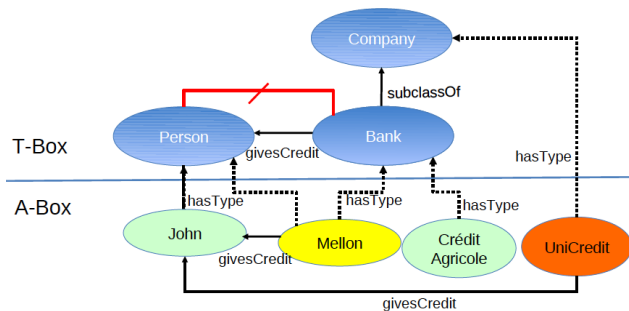 Company
subclassOf
Person
Bank
givesCredit
T-Box
hasType
A-Box
hasType
hasType
hasType
John
Mellon
Crédit
Agricole
UniCredit
givesCredit
givesCredit